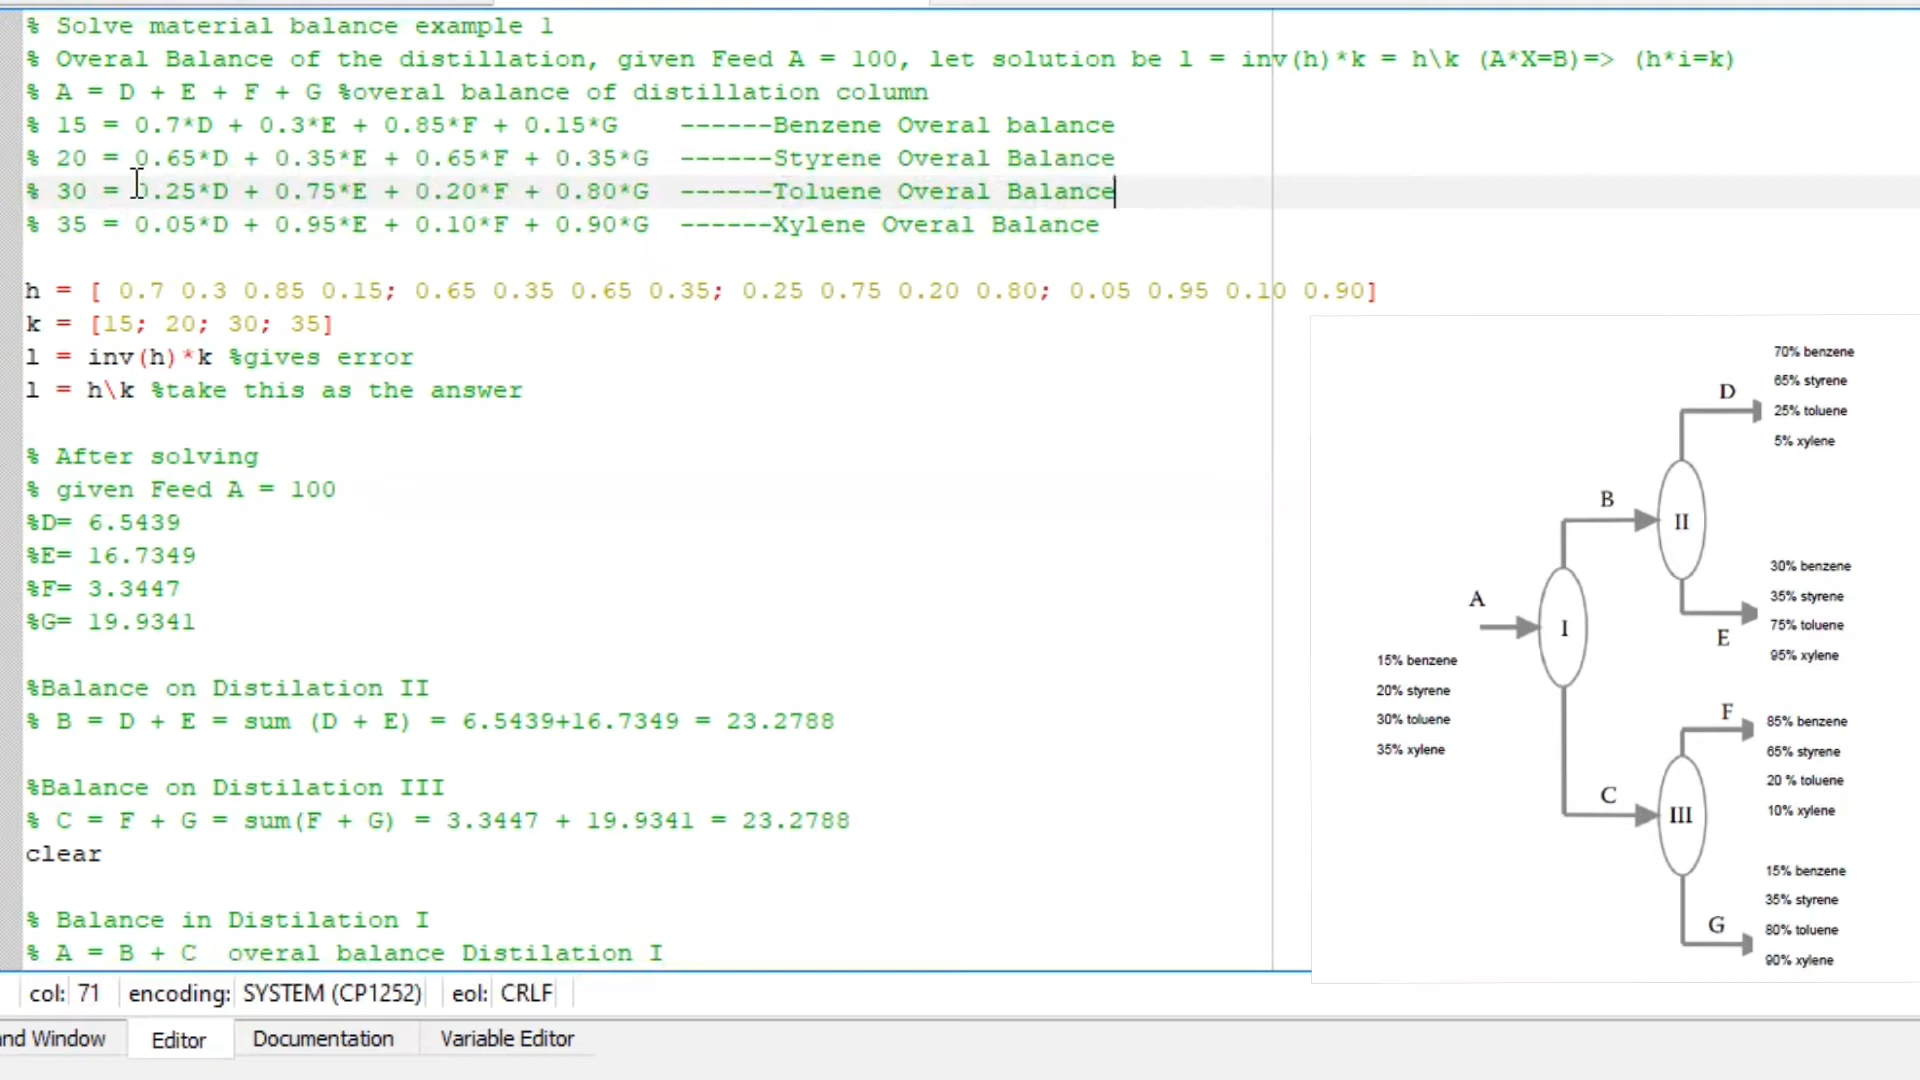 % Solve material balance example 1
% Overal Balance of the distillation, given Feed A = 100, let solution be l = inv(h)*k = h\k (A*X=B)=> (h*i=k)
% A = D + E + F + G %overal balance of distillation column
% 15 = 0.7*D + 0.3*E + 0.85*F + 0.15*G    ------Benzene Overal balance
% 20 = 0.65*D + 0.35*E + 0.65*F + 0.35*G  ------Styrene Overal Balance
% 30 = 0.25*D + 0.75*E + 0.20*F + 0.80*G  ------Toluene Overal Balance
% 35 = 0.05*D + 0.95*E + 0.10*F + 0.90*G  ------Xylene Overal Balance
h = [ 0.7 0.3 0.85 0.15; 0.65 0.35 0.65 0.35; 0.25 0.75 0.20 0.80; 0.05 0.95 0.10 0.90]
k = [15; 20; 30; 35]
l = inv(h)*k %gives error
l = h\k %take this as the answer
% After solving
% given Feed A = 100
%D= 6.5439
%E= 16.7349
%F= 3.3447
%G= 19.9341
%Balance on Distilation II
% B = D + E = sum (D + E) = 6.5439+16.7349 = 23.2788
%Balance on Distilation III
% C = F + G = sum(F + G) = 3.3447 + 19.9341 = 23.2788
clear
% Balance in Distilation I
% A = B + C  overal balance Distilation I
70% benzene
D
65% styrene
25% toluene
5% xylene
B
II
30% benzene
A
35% styrene
I
75% toluene
E
95% xylene
15% benzene
20% styrene
30% toluene
35% xylene
F
85% benzene
65% styrene
20 % toluene
C
10% xylene
III
15% benzene
35% styrene
G
80% toluene
90% xylene
col: 71 encoding: SYSTEM (CP1252) eol: CRLF
nd Window Editor Documentation Variable Editor